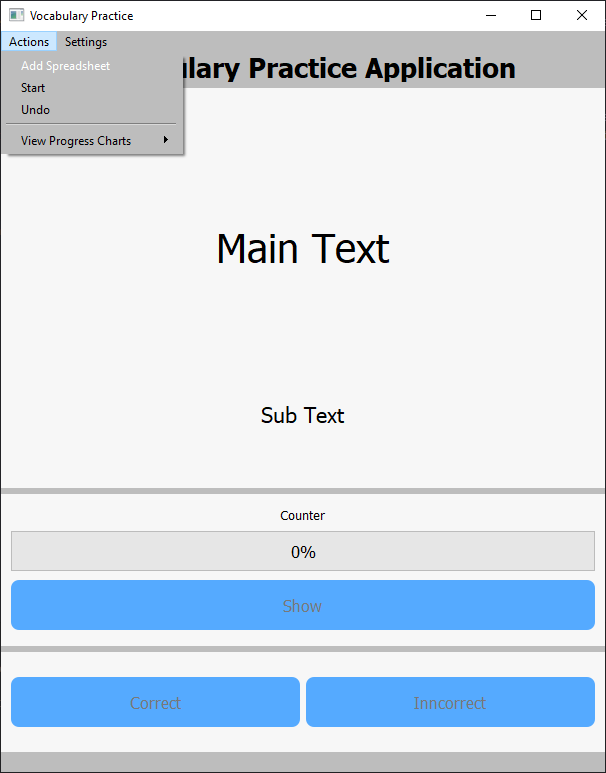 Vocabulary Practice
Actions Settings
ulary Practice Application
Add Spreadsheet
Start
Undo
View Progress Charts
Main Text
Sub Text
Counter
0%
Show
Correct Inncorrect